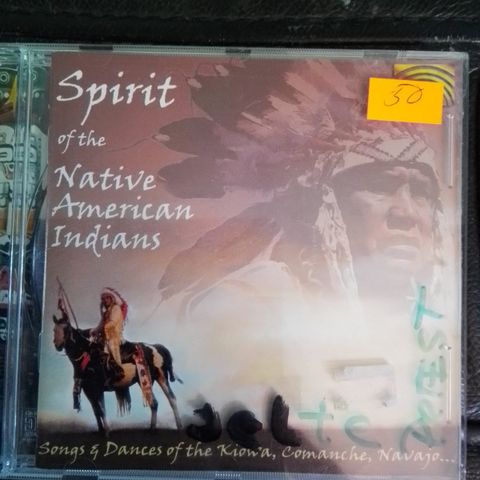 Spirit
of the
Native
American
Indians
50
Songs & Dances of the Kiowa, Comanche, Navajo...